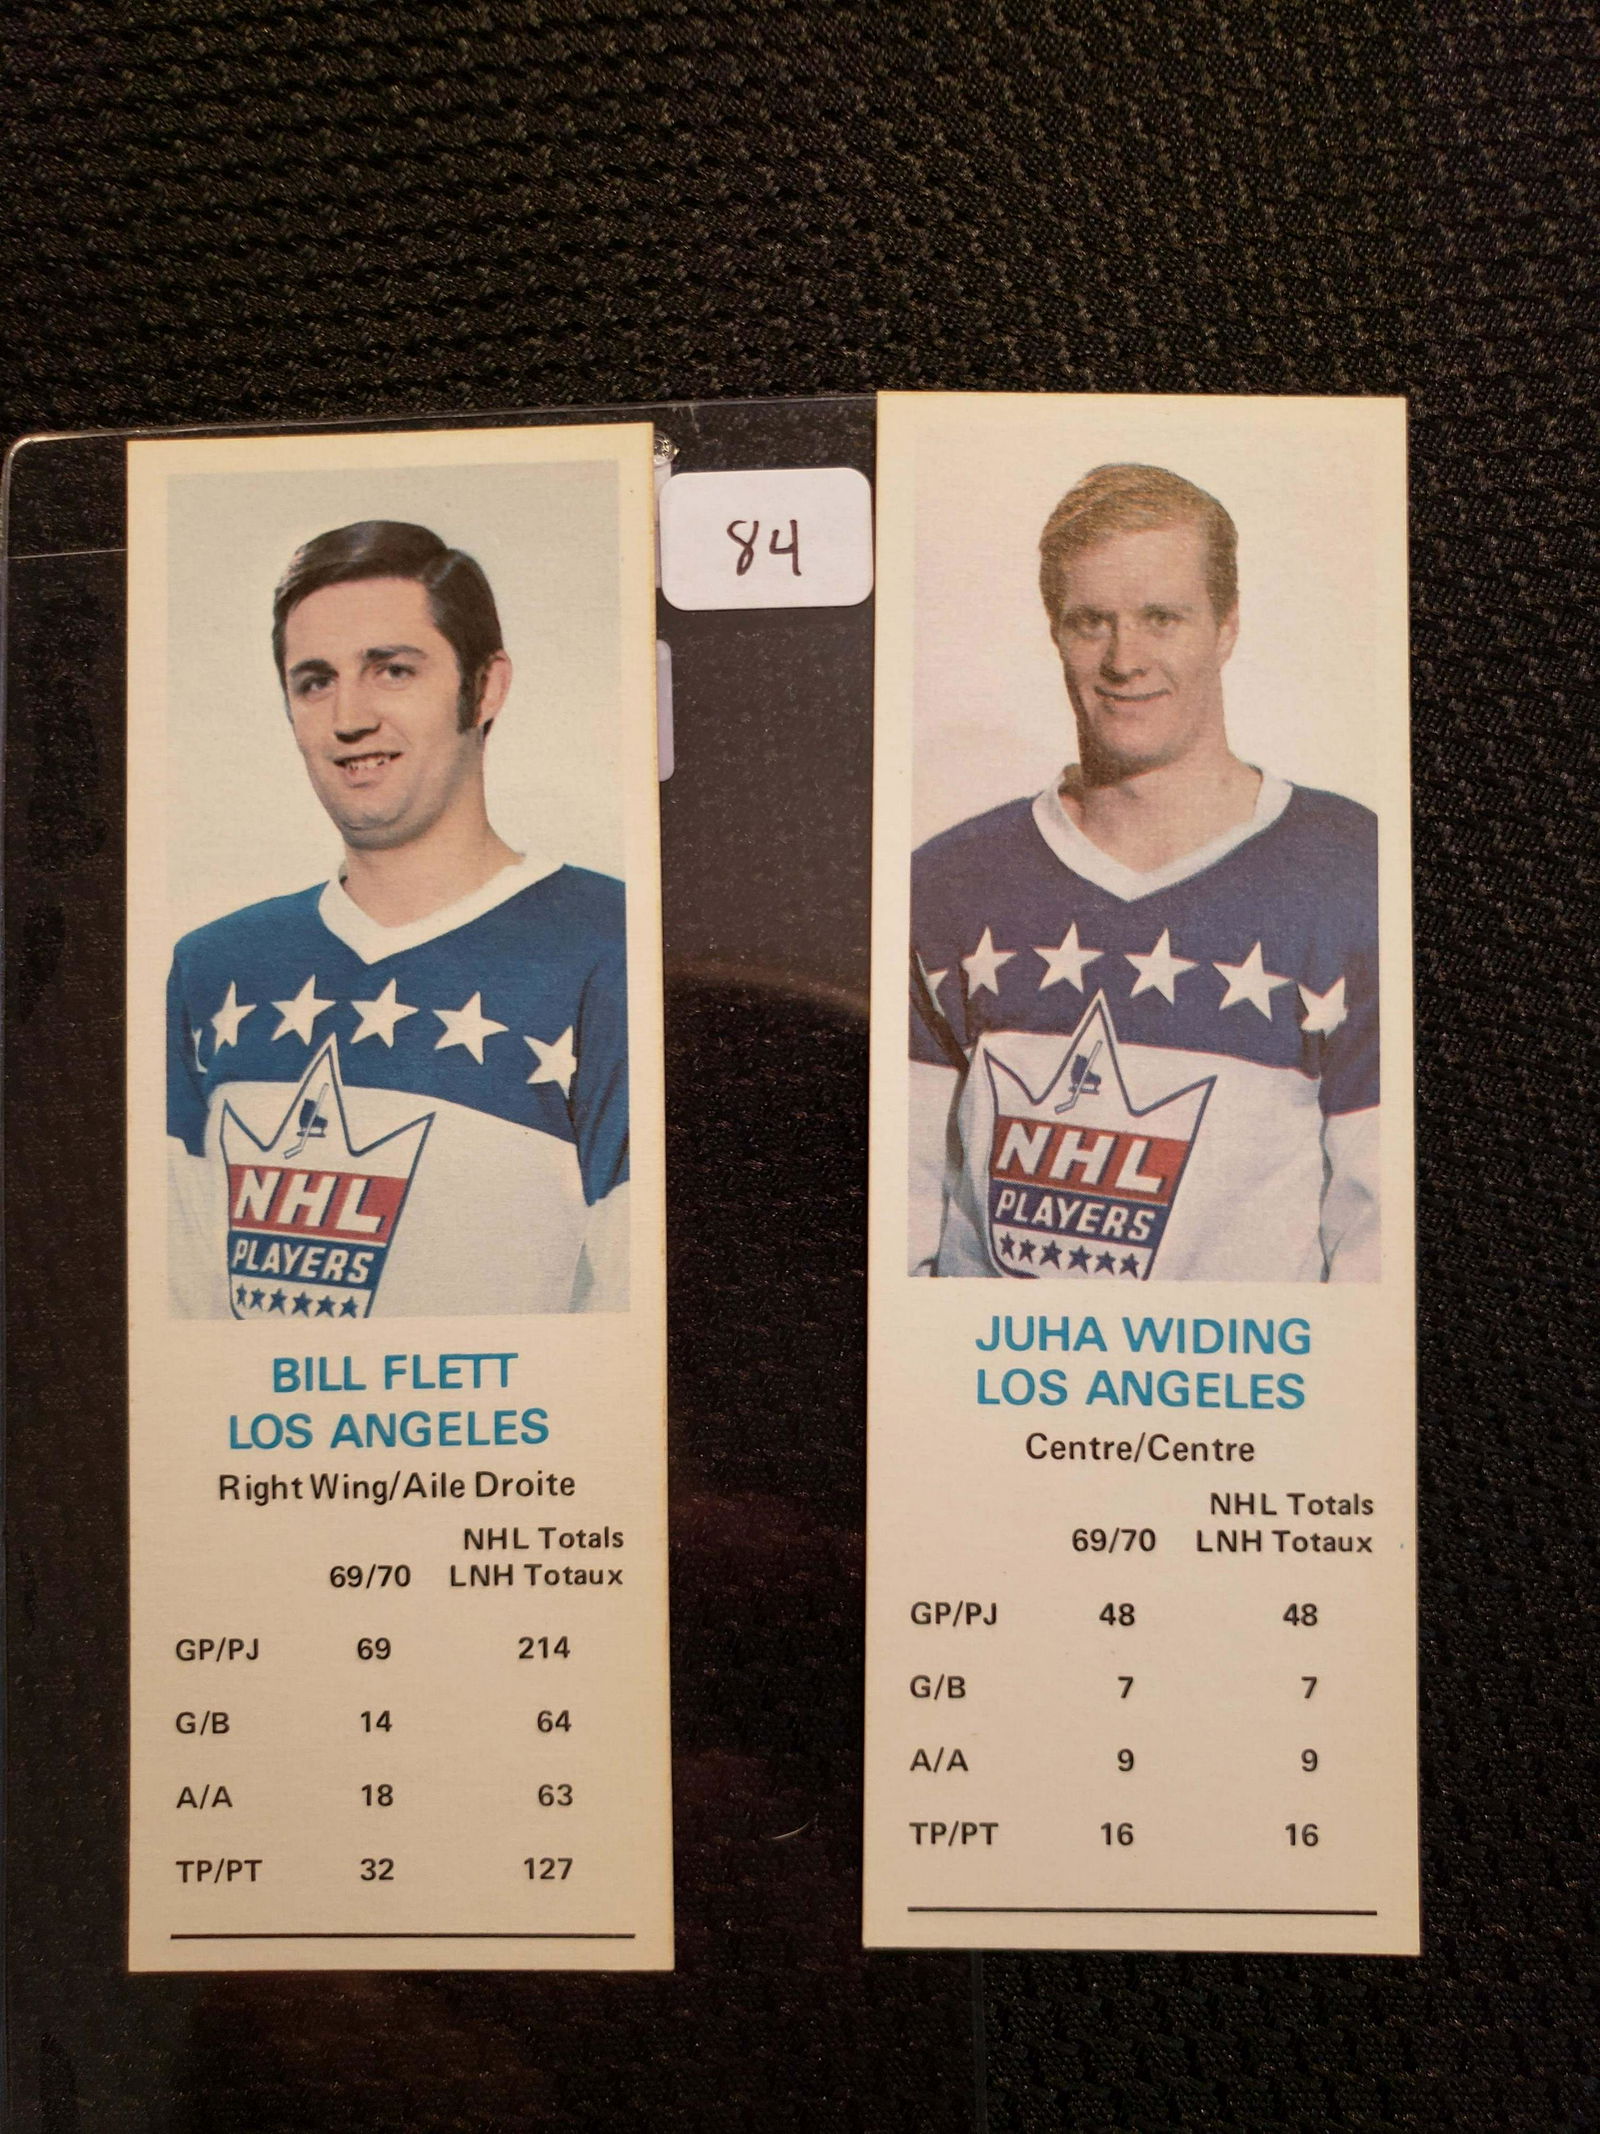 84
NHL
PLAYERS
BILL FLETT
LOS ANGELES
Right Wing/Aile Droite
NHL Totals
69/70 LNH Totaux
GP/PJ 69 214
G/B 14 64
A/A 18 63
TP/PT 32 127
NHL
PLAYERS
JUHA WIDING
LOS ANGELES
Centre/Centre
NHL Totals
69/70 LNH Totaux
GP/PJ 48 48
G/B 7 7
A/A 9 9
TP/PT 16 16